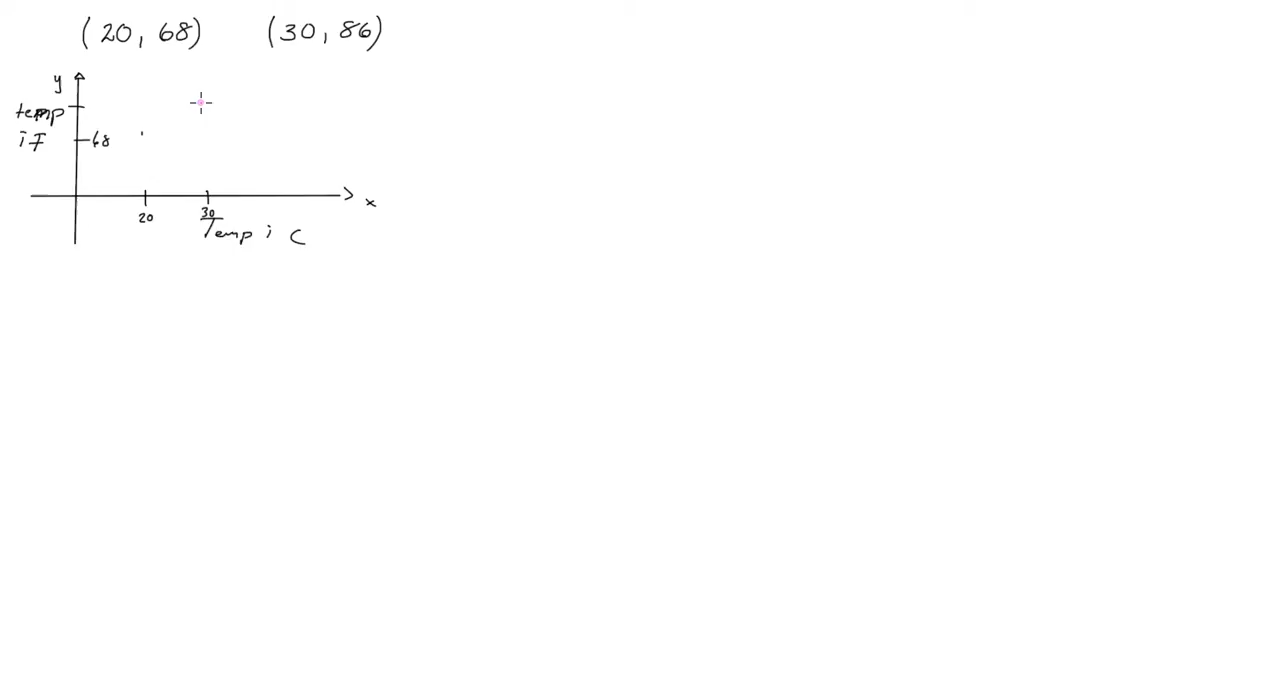 (20, 68) (30, 86)
y
temp
i F
68
20 30
x
Temp i C